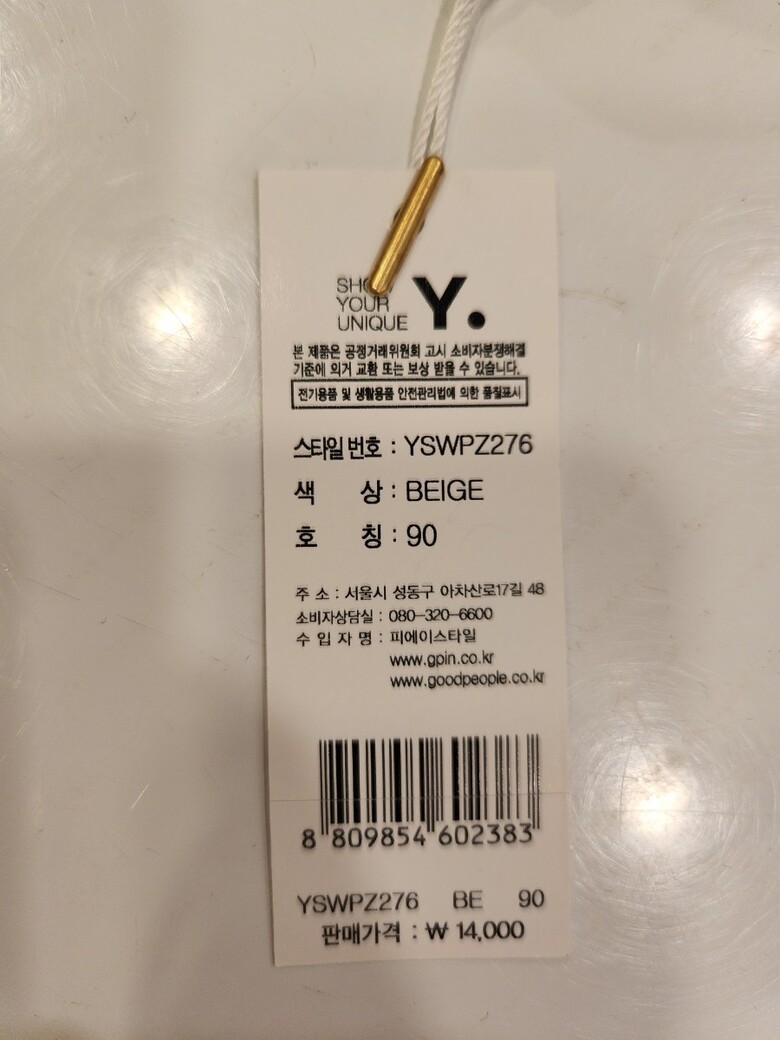 YOUR
UNIQUE
Y.
본 제품은 공정거래위원회 고시 소비자분쟁해결
기준에 의거 교환 또는 보상 받을 수 있습니다.
전기용품 및 생활용품 안전관리법에 의한 품질표시
스타일번호 : YSWPZ276
색 상 : BEIGE
호 칭 : 90
주 소 : 서울시 성동구 아차산로17길 48
소비자상담실 : 080-320-6600
수 입 자 명 : 피에이스타일
www.gpin.co.kr
www.goodpeople.co.kr
8 809854 602383
YSWPZ276 BE 90
판매가격 : ₩ 14,000